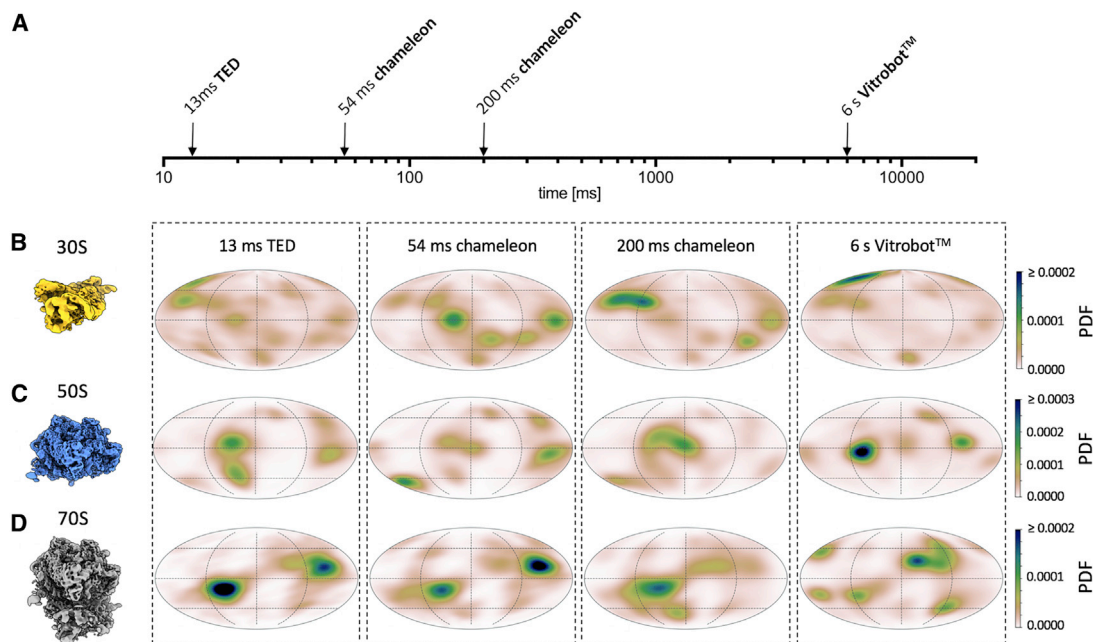 A
13ms TED
54 ms chameleon
200 ms chameleon
6 s Vitrobot™
10
100
1000
10000
time [ms]
B
30S
13 ms TED
54 ms chameleon
200 ms chameleon
6 s Vitrobot™
≥ 0.0002
0.0001
0.0000
PDF
C
50S
≥ 0.0003
0.0002
0.0001
0.0000
PDF
D
70S
≥ 0.0002
0.0001
0.0000
PDF